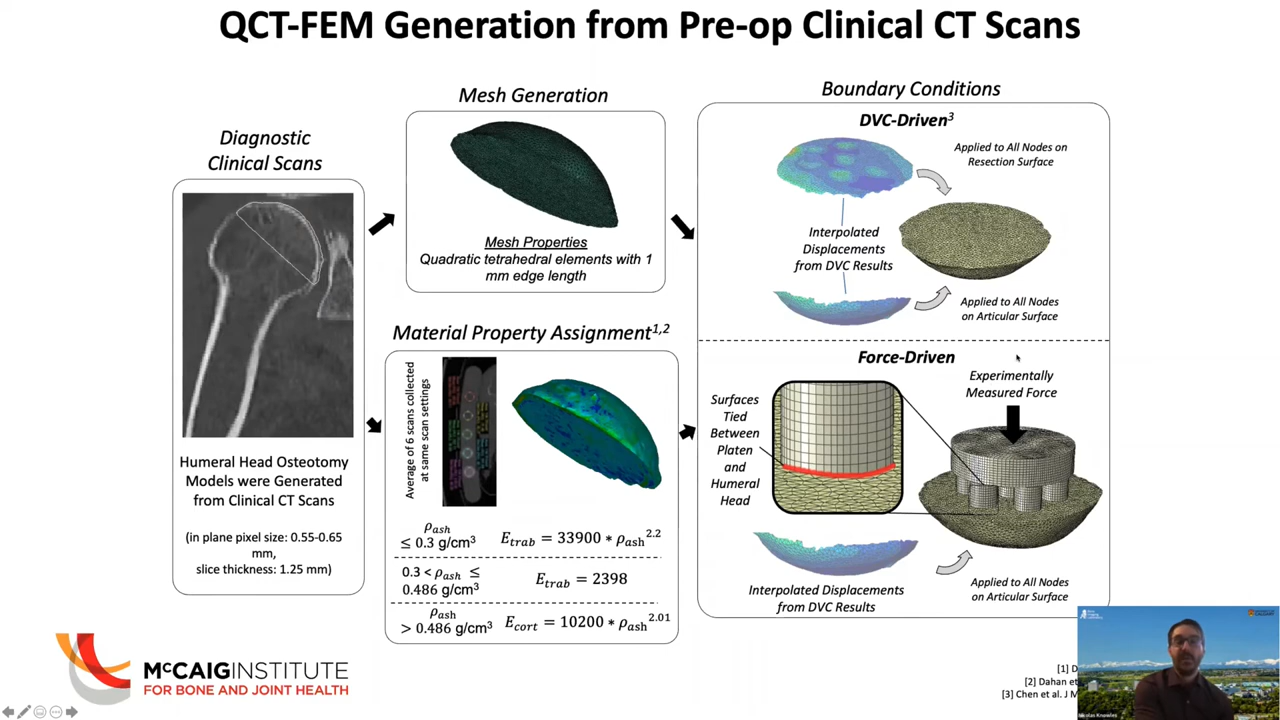 QCT-FEM Generation from Pre-op Clinical CT Scans
Diagnostic
Clinical Scans
Humeral Head Osteotomy
Models were Generated
from Clinical CT Scans
(in plane pixel size: 0.55-0.65
mm,
slice thickness: 1.25 mm)
Mesh Generation
Mesh Properties
Quadratic tetrahedral elements with 1
mm edge length
Material Property Assignment1,2
Average of 6 scans collected
at same scan settings
ρash
≤ 0.3 g/cm³
Etrab = 33900 ∗ ρash2.2
0.3 < ρash ≤
0.486 g/cm³
Etrab = 2398
ρash
> 0.486 g/cm³
Ecort = 10200 ∗ ρash2.01
Boundary Conditions
DVC-Driven3
Applied to All Nodes on
Resection Surface
Interpolated
Displacements
from DVC Results
Applied to All Nodes
on Articular Surface
Force-Driven
Experimentally
Measured Force
Surfaces
Tied
Between
Platen
and
Humeral
Head
Interpolated Displacements
from DVC Results
Applied to All Nodes
on Articular Surface
McCAIG INSTITUTE
FOR BONE AND JOINT HEALTH
[1] D
[2] Dahan et
[3] Chen et al. J M
Nicolas Knowles